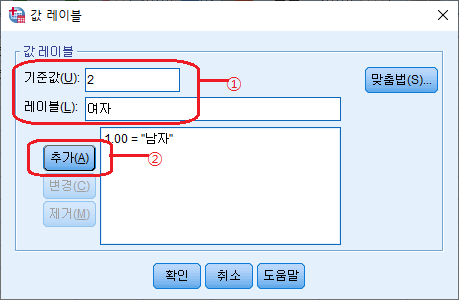 값 레이블
값 레이블
기준값(U): 2 ①
맞춤법(S)...
레이블(L): 여자
1.00 = "남자"
추가(A) ②
변경(C)
제거(M)
확인 취소 도움말